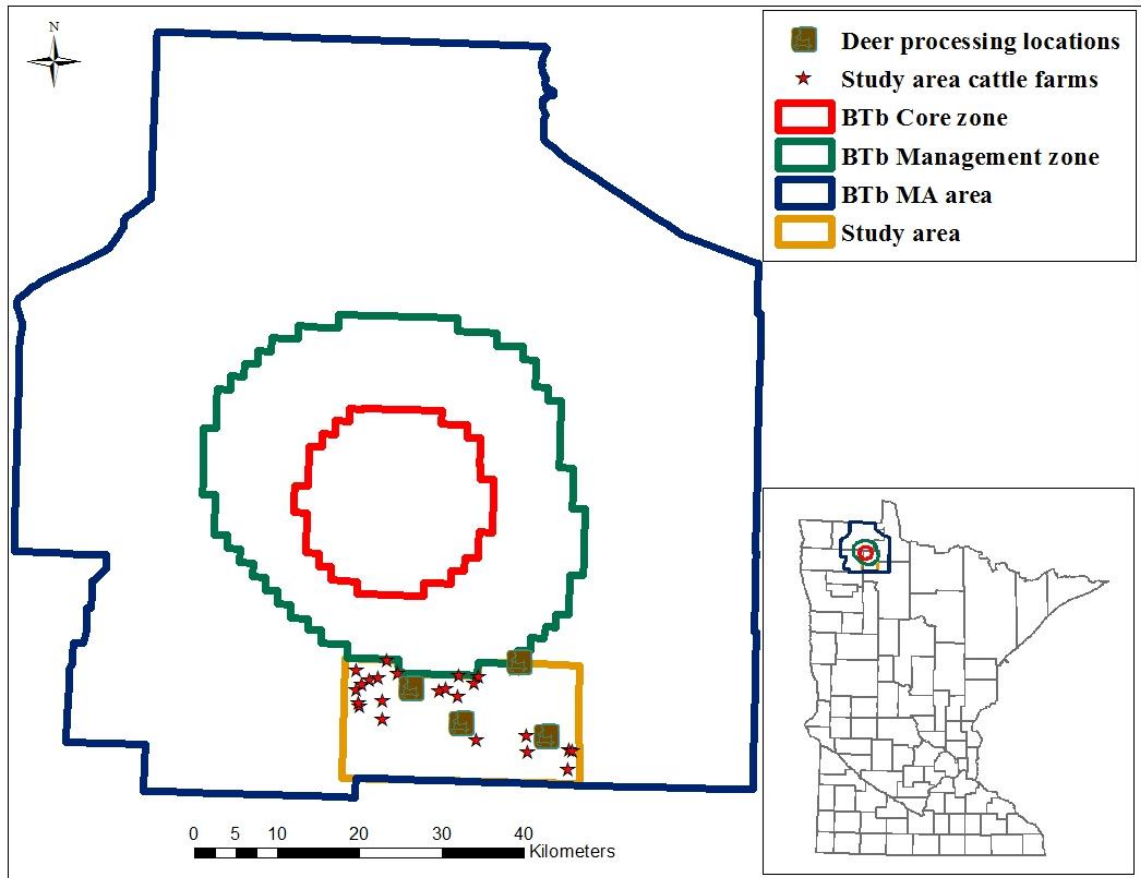 N
Deer processing locations
Study area cattle farms
BTb Core zone
BTb Management zone
BTb MA area
Study area
0 5 10 20 30 40
Kilometers